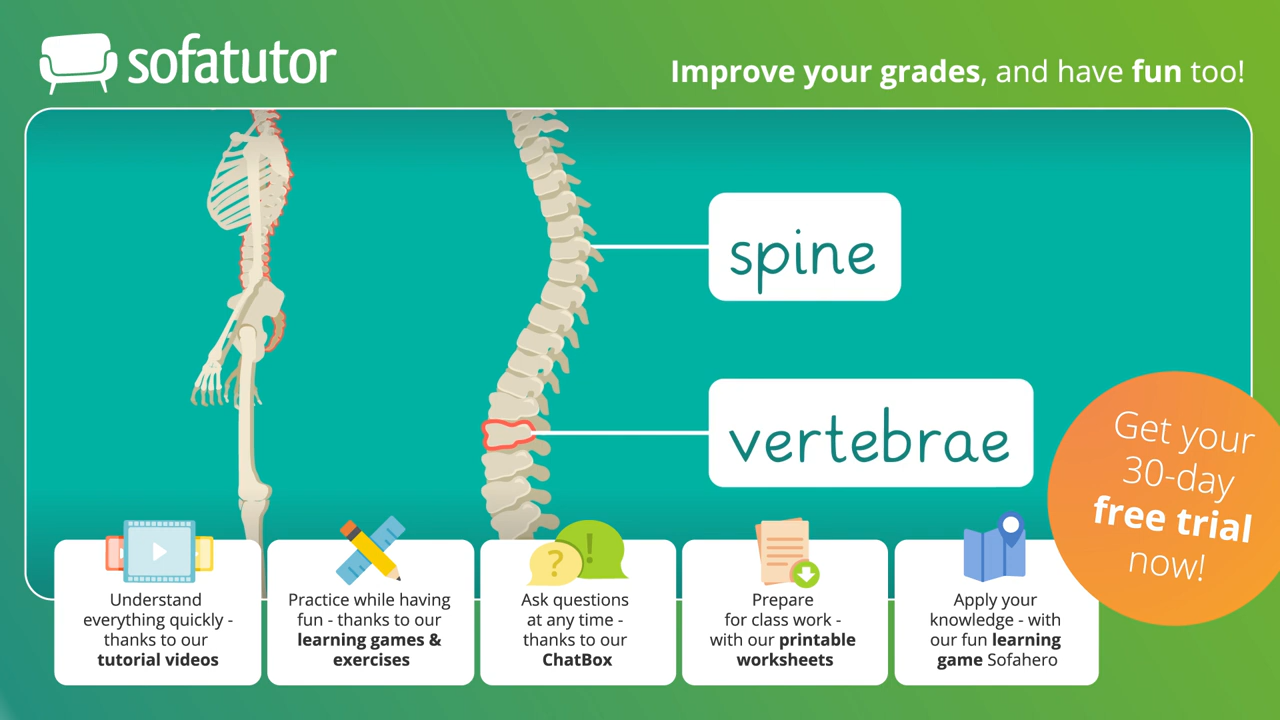 sofatutor
Improve your grades, and have fun too!
spine
vertebrae
Get your
30-day
free trial
now!
Understand
everything quickly -
thanks to our
tutorial videos
Practice while having
fun - thanks to our
learning games &
exercises
?
!
Ask questions
at any time -
thanks to our
ChatBox
Prepare
for class work -
with our printable
worksheets
Apply your
knowledge - with
our fun learning
game Sofahero